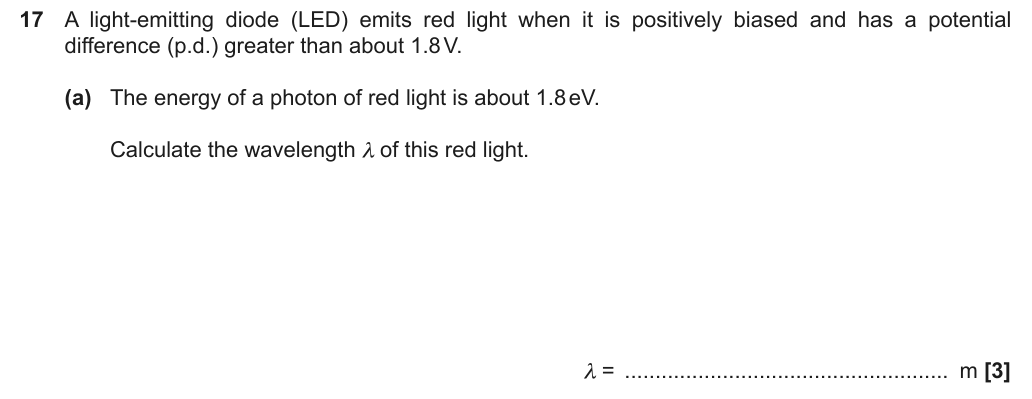 17 A light-emitting diode (LED) emits red light when it is positively biased and has a potential
difference (p.d.) greater than about 1.8 V.
(a) The energy of a photon of red light is about 1.8 eV.
Calculate the wavelength λ of this red light.
λ = .................................................... m [3]